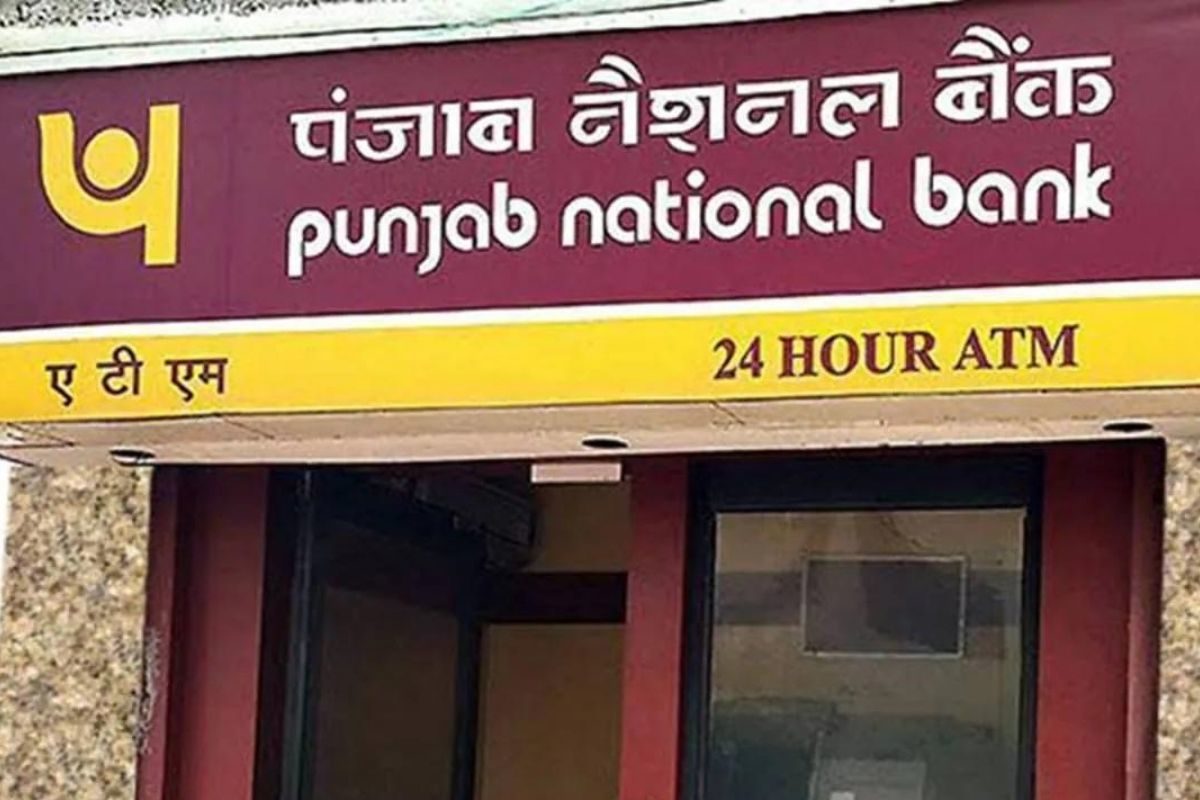 पंजाब नैशनल बैंक
punjab national bank
ए टी एम 24 HOUR ATM